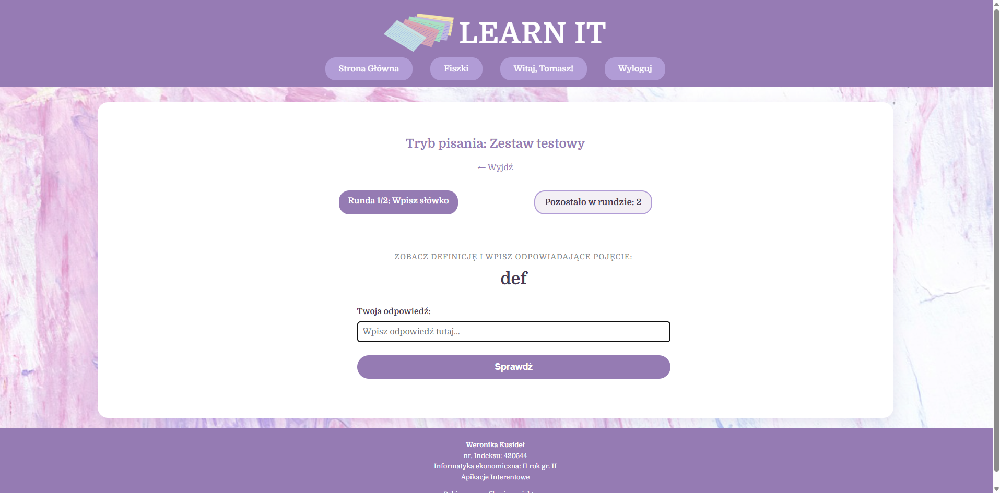 LEARN IT
Strona Główna
Fiszki
Witaj, Tomasz!
Wyloguj
Tryb pisania: Zestaw testowy
← Wyjdź
Runda 1/2: Wpisz słówko
Pozostało w rundzie: 2
ZOBACZ DEFINICJĘ I WPISZ ODPOWIADAJĄCE POJĘCIE:
def
Twoja odpowiedź:
Wpisz odpowiedź tutaj...
Sprawdź
Weronika Kusideł
nr. Indeksu: 420544
Informatyka ekonomiczna: II rok gr. II
Apikacje Interentowe